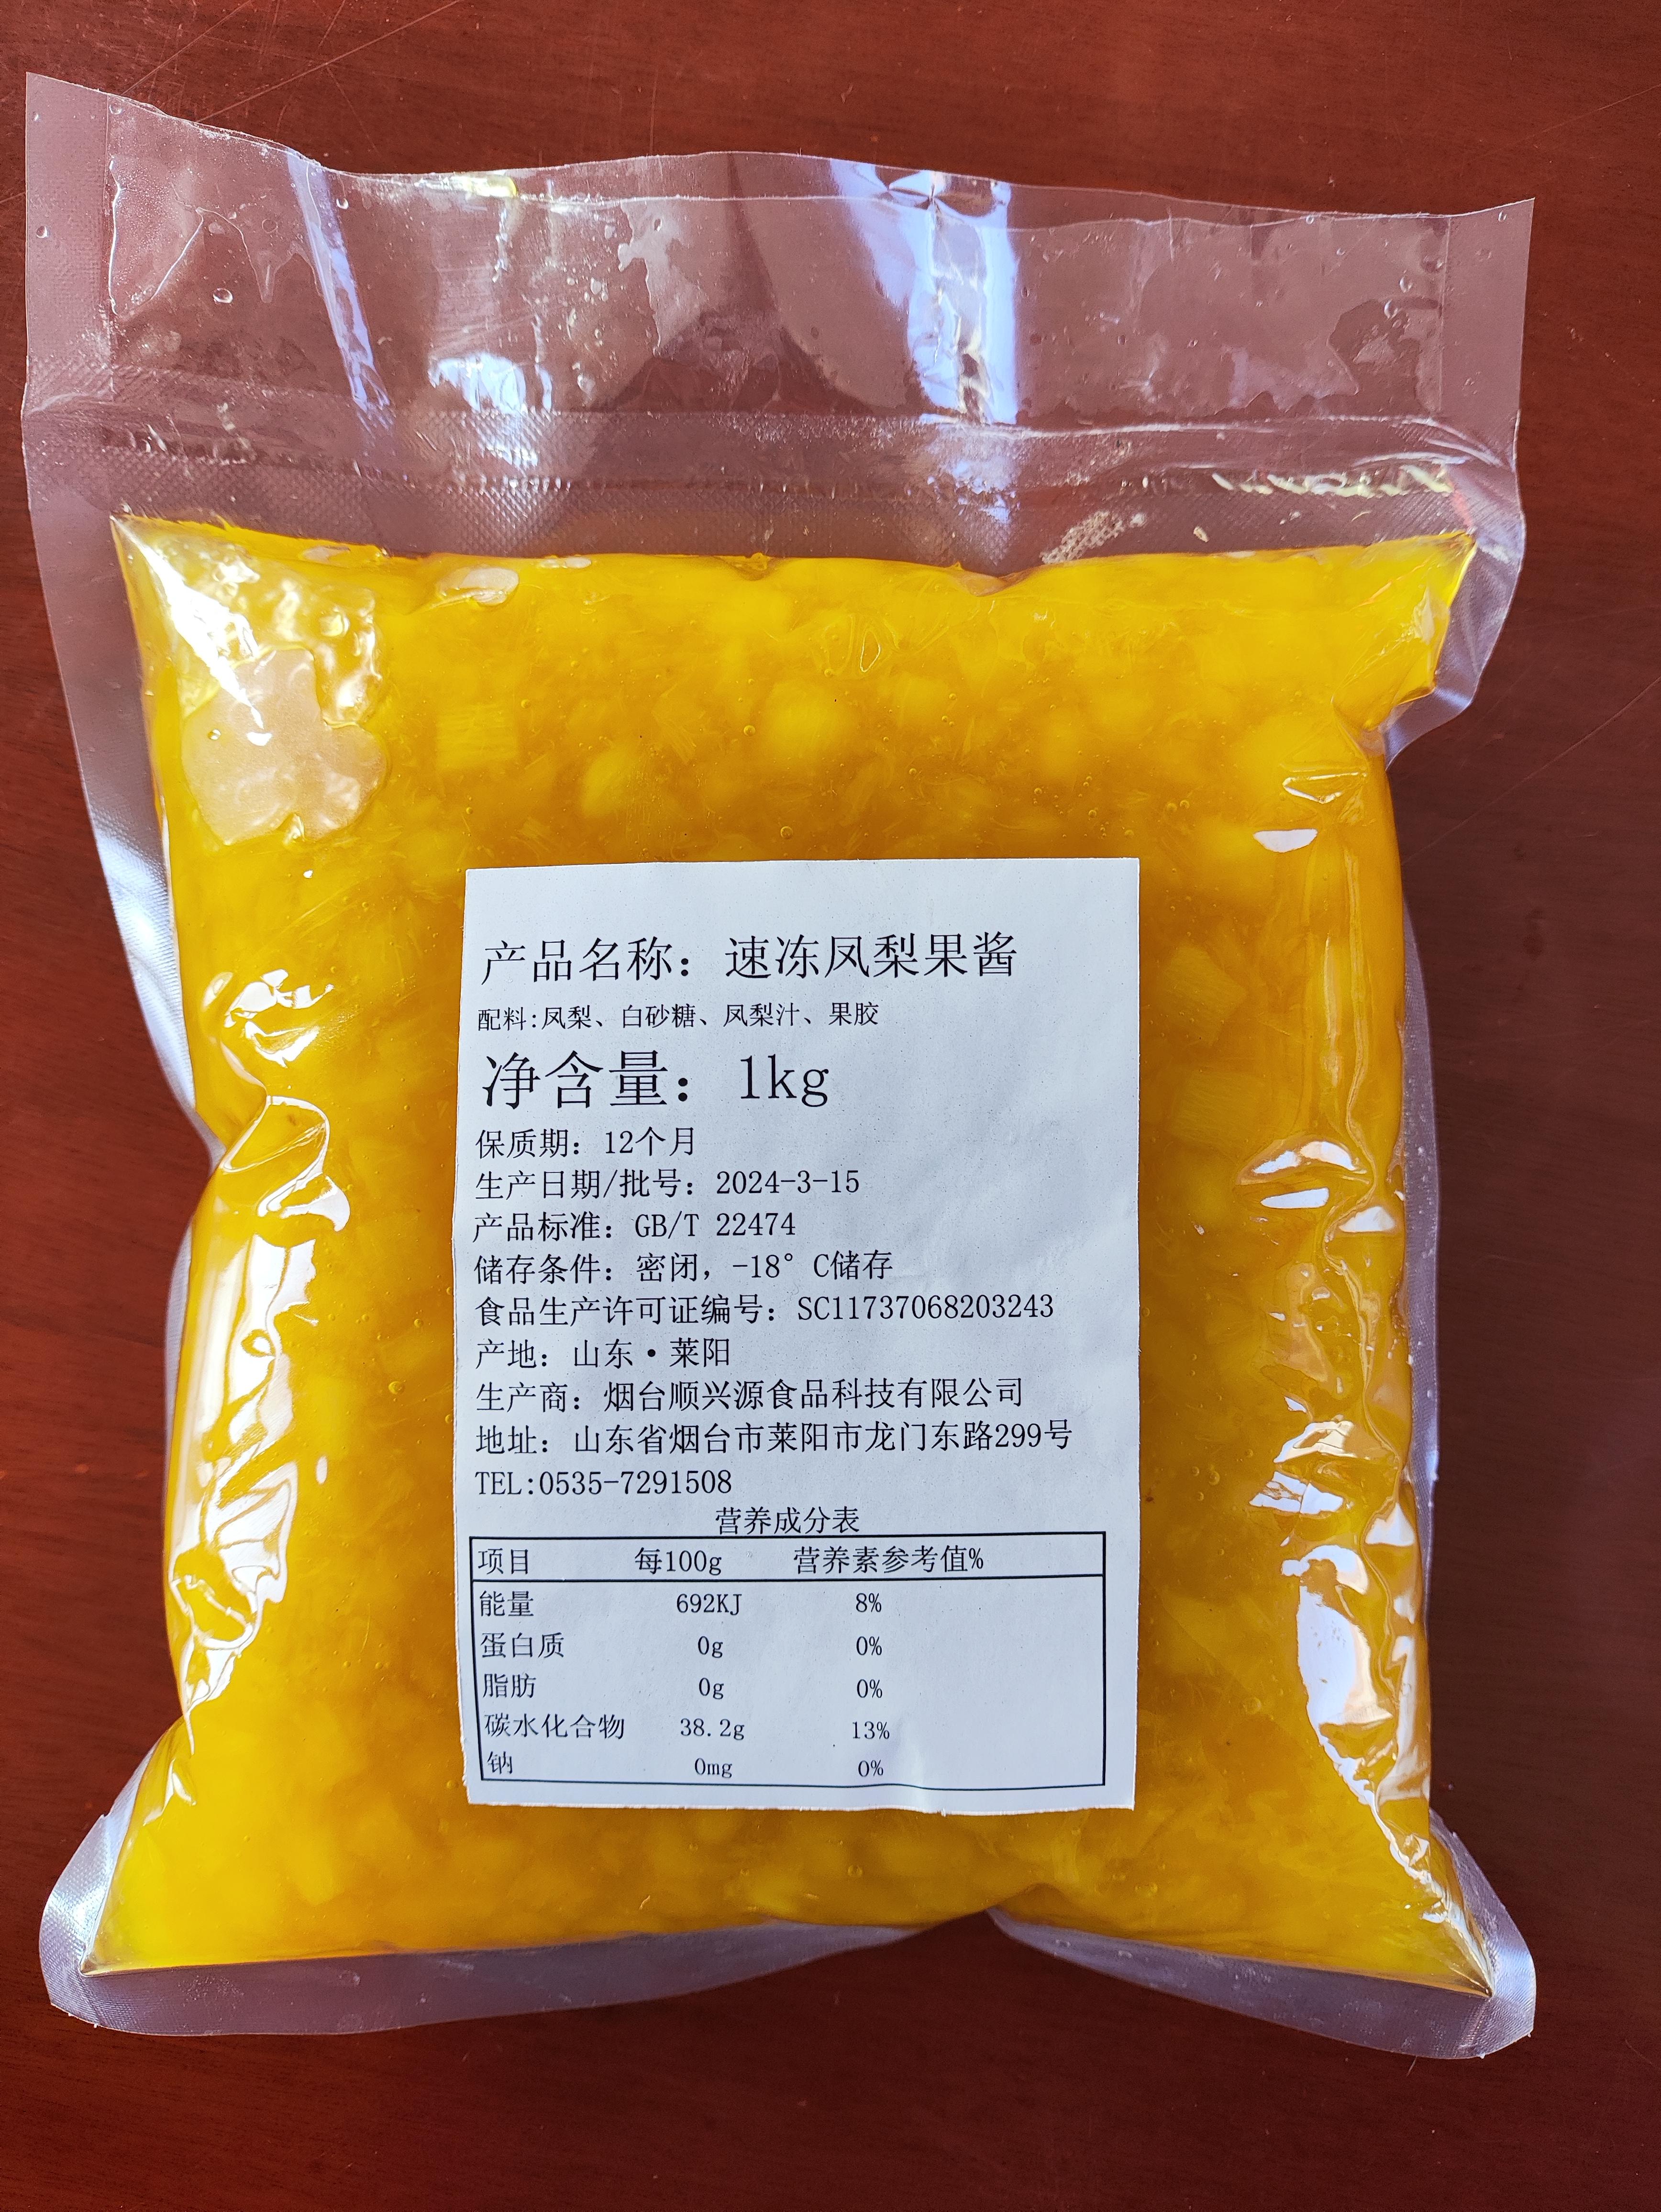 产品名称：速冻凤梨果酱
配料:凤梨、白砂糖、凤梨汁、果胶
净含量：1kg
保质期：12个月
生产日期/批号：2024-3-15
产品标准：GB/T 22474
储存条件：密闭，-18°C储存
食品生产许可证编号：SC11737068203243
产地：山东·莱阳
生产商：烟台顺兴源食品科技有限公司
地址：山东省烟台市莱阳市龙门东路299号
TEL:0535-7291508
营养成分表
项目 每100g 营养素参考值%
能量 692KJ 8%
蛋白质 0g 0%
脂肪 0g 0%
碳水化合物 38.2g 13%
钠 0mg 0%